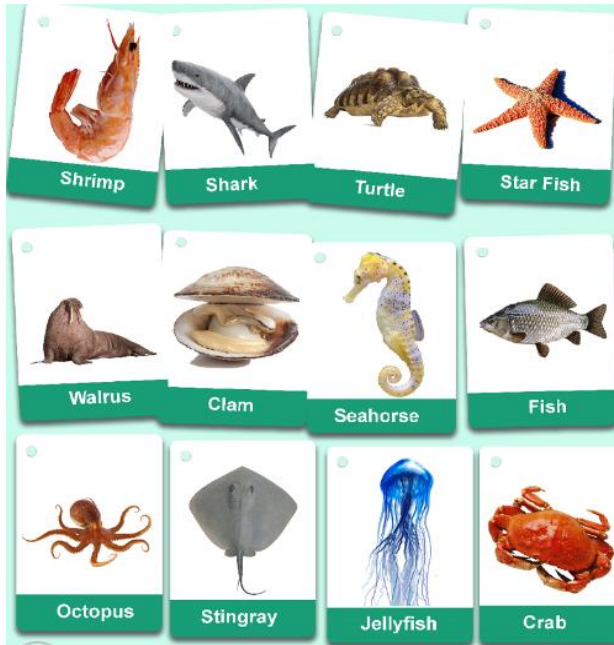 Shrimp
Shark
Turtle
Star Fish
Walrus
Clam
Seahorse
Fish
Octopus
Stingray
Jellyfish
Crab